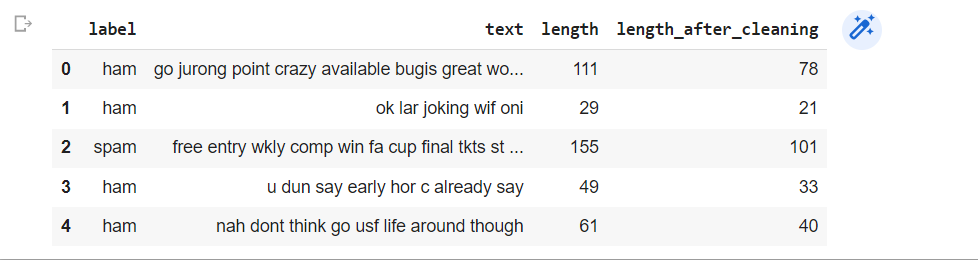 label text length length_after_cleaning
0 ham go jurong point crazy available bugis great wo... 111 78
1 ham ok lar joking wif oni 29 21
2 spam free entry wkly comp win fa cup final tkts st ... 155 101
3 ham u dun say early hor c already say 49 33
4 ham nah dont think go usf life around though 61 40